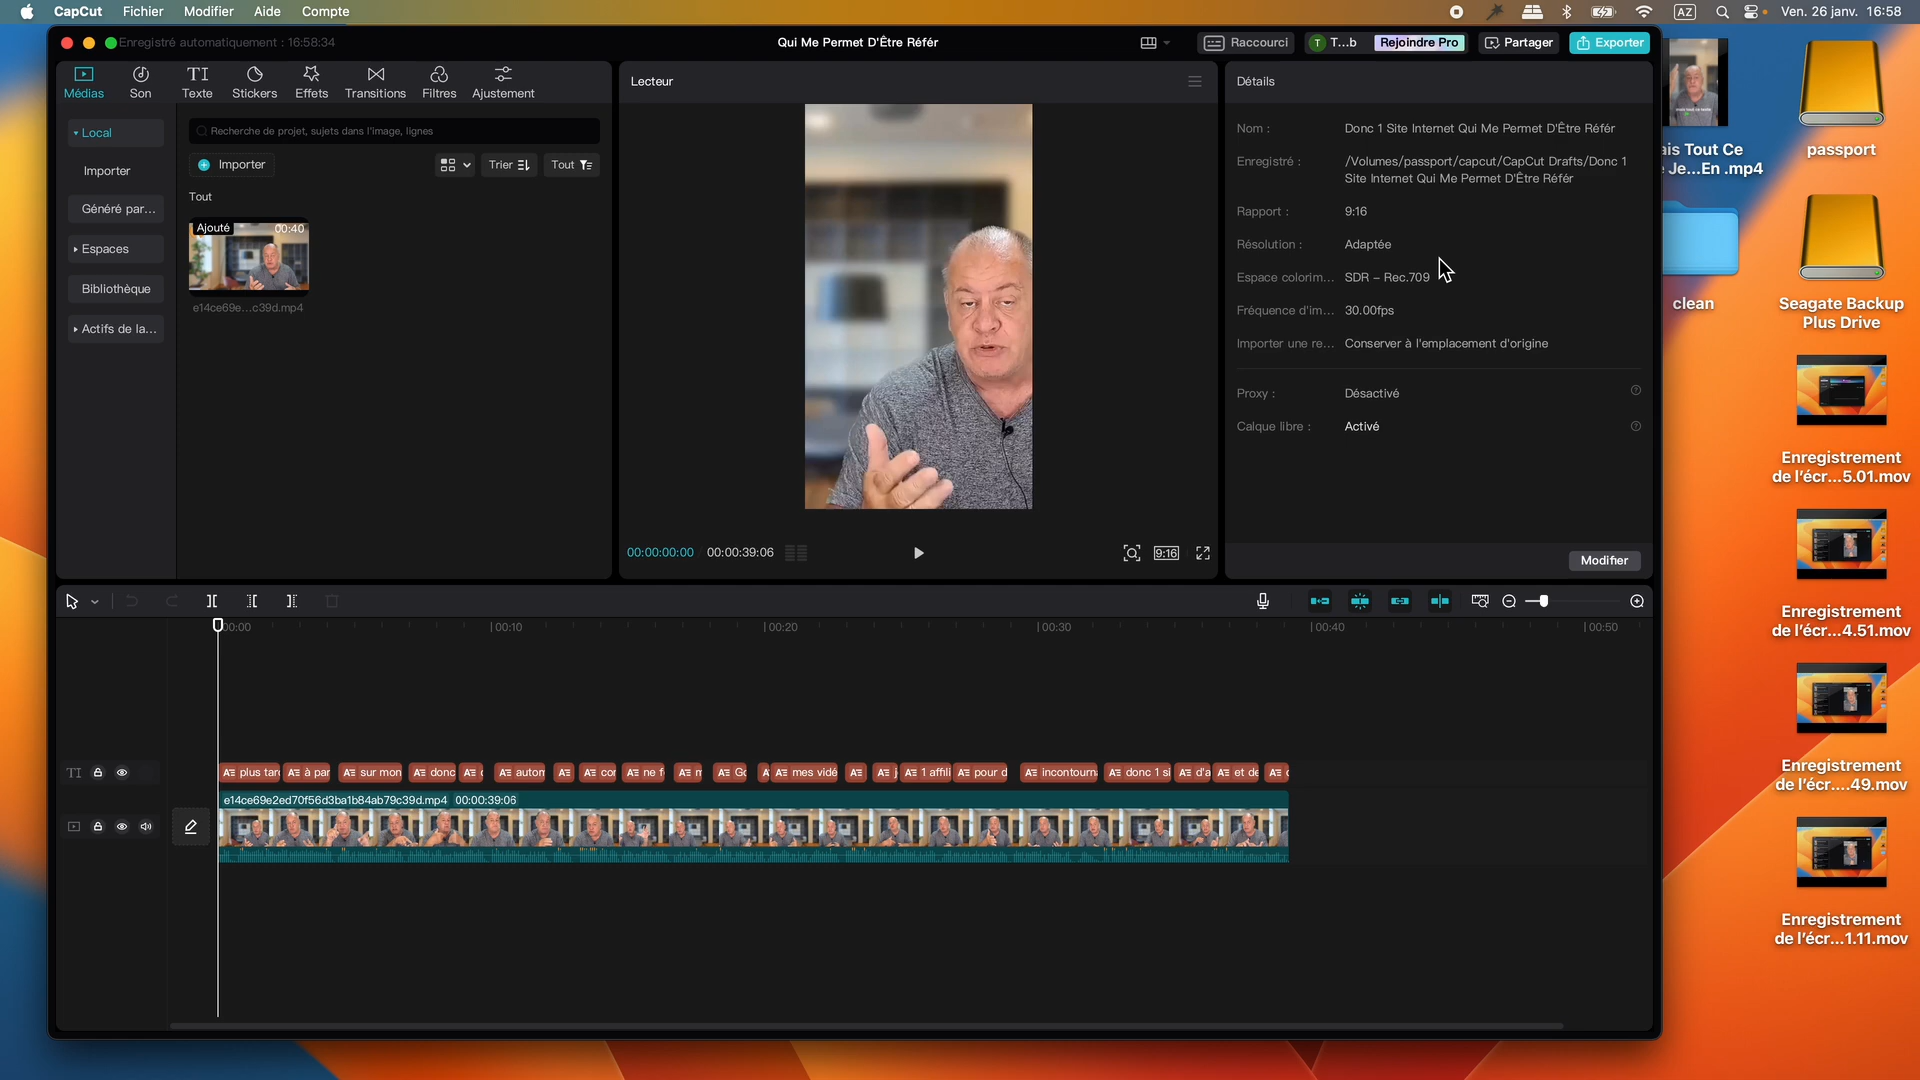 CapCut Fichier Modifier Aide Compte
AZ Ven. 26 janv. 16:58
Enregistré automatiquement : 16:58:34
Qui Me Permet D'Être Référ
Raccourci
T T...b
Rejoindre Pro
Partager
Exporter
Médias
Son
Texte
Stickers
Effets
Transitions
Filtres
Ajustement
Local
Importer
Généré par...
Espaces
Bibliothèque
Actifs de la...
Recherche de projet, sujets dans l'image, lignes
Importer
Trier
Tout
Tout
Ajouté 00:40
e14ce69e...c39d.mp4
Lecteur
00:00:00:00 00:00:39:06
9:16
Détails
Nom : Donc 1 Site Internet Qui Me Permet D'Être Référ
Enregistré : /Volumes/passport/capcut/CapCut Drafts/Donc 1
Site Internet Qui Me Permet D'Être Référ
Rapport : 9:16
Résolution : Adaptée
Espace colorim... SDR – Rec.709
Fréquence d'im... 30.00fps
Importer une re... Conserver à l'emplacement d'origine
Proxy : Désactivé
Calque libre : Activé
Modifier
00:00 00:10 00:20 00:30 00:40 00:50
plus tar à par sur mon donc autom cor ne f Go mes vidé 1 affili pour d incontourn donc 1 si d'a et de
e14ce69e2ed70f56d3ba1b84ab79c39d.mp4 00:00:39:06
ais Tout Ce
Je...En .mp4
clean
passport
Seagate Backup
Plus Drive
Enregistrement
de l'écr...5.01.mov
Enregistrement
de l'écr...4.51.mov
Enregistrement
de l'écr....49.mov
Enregistrement
de l'écr...1.11.mov